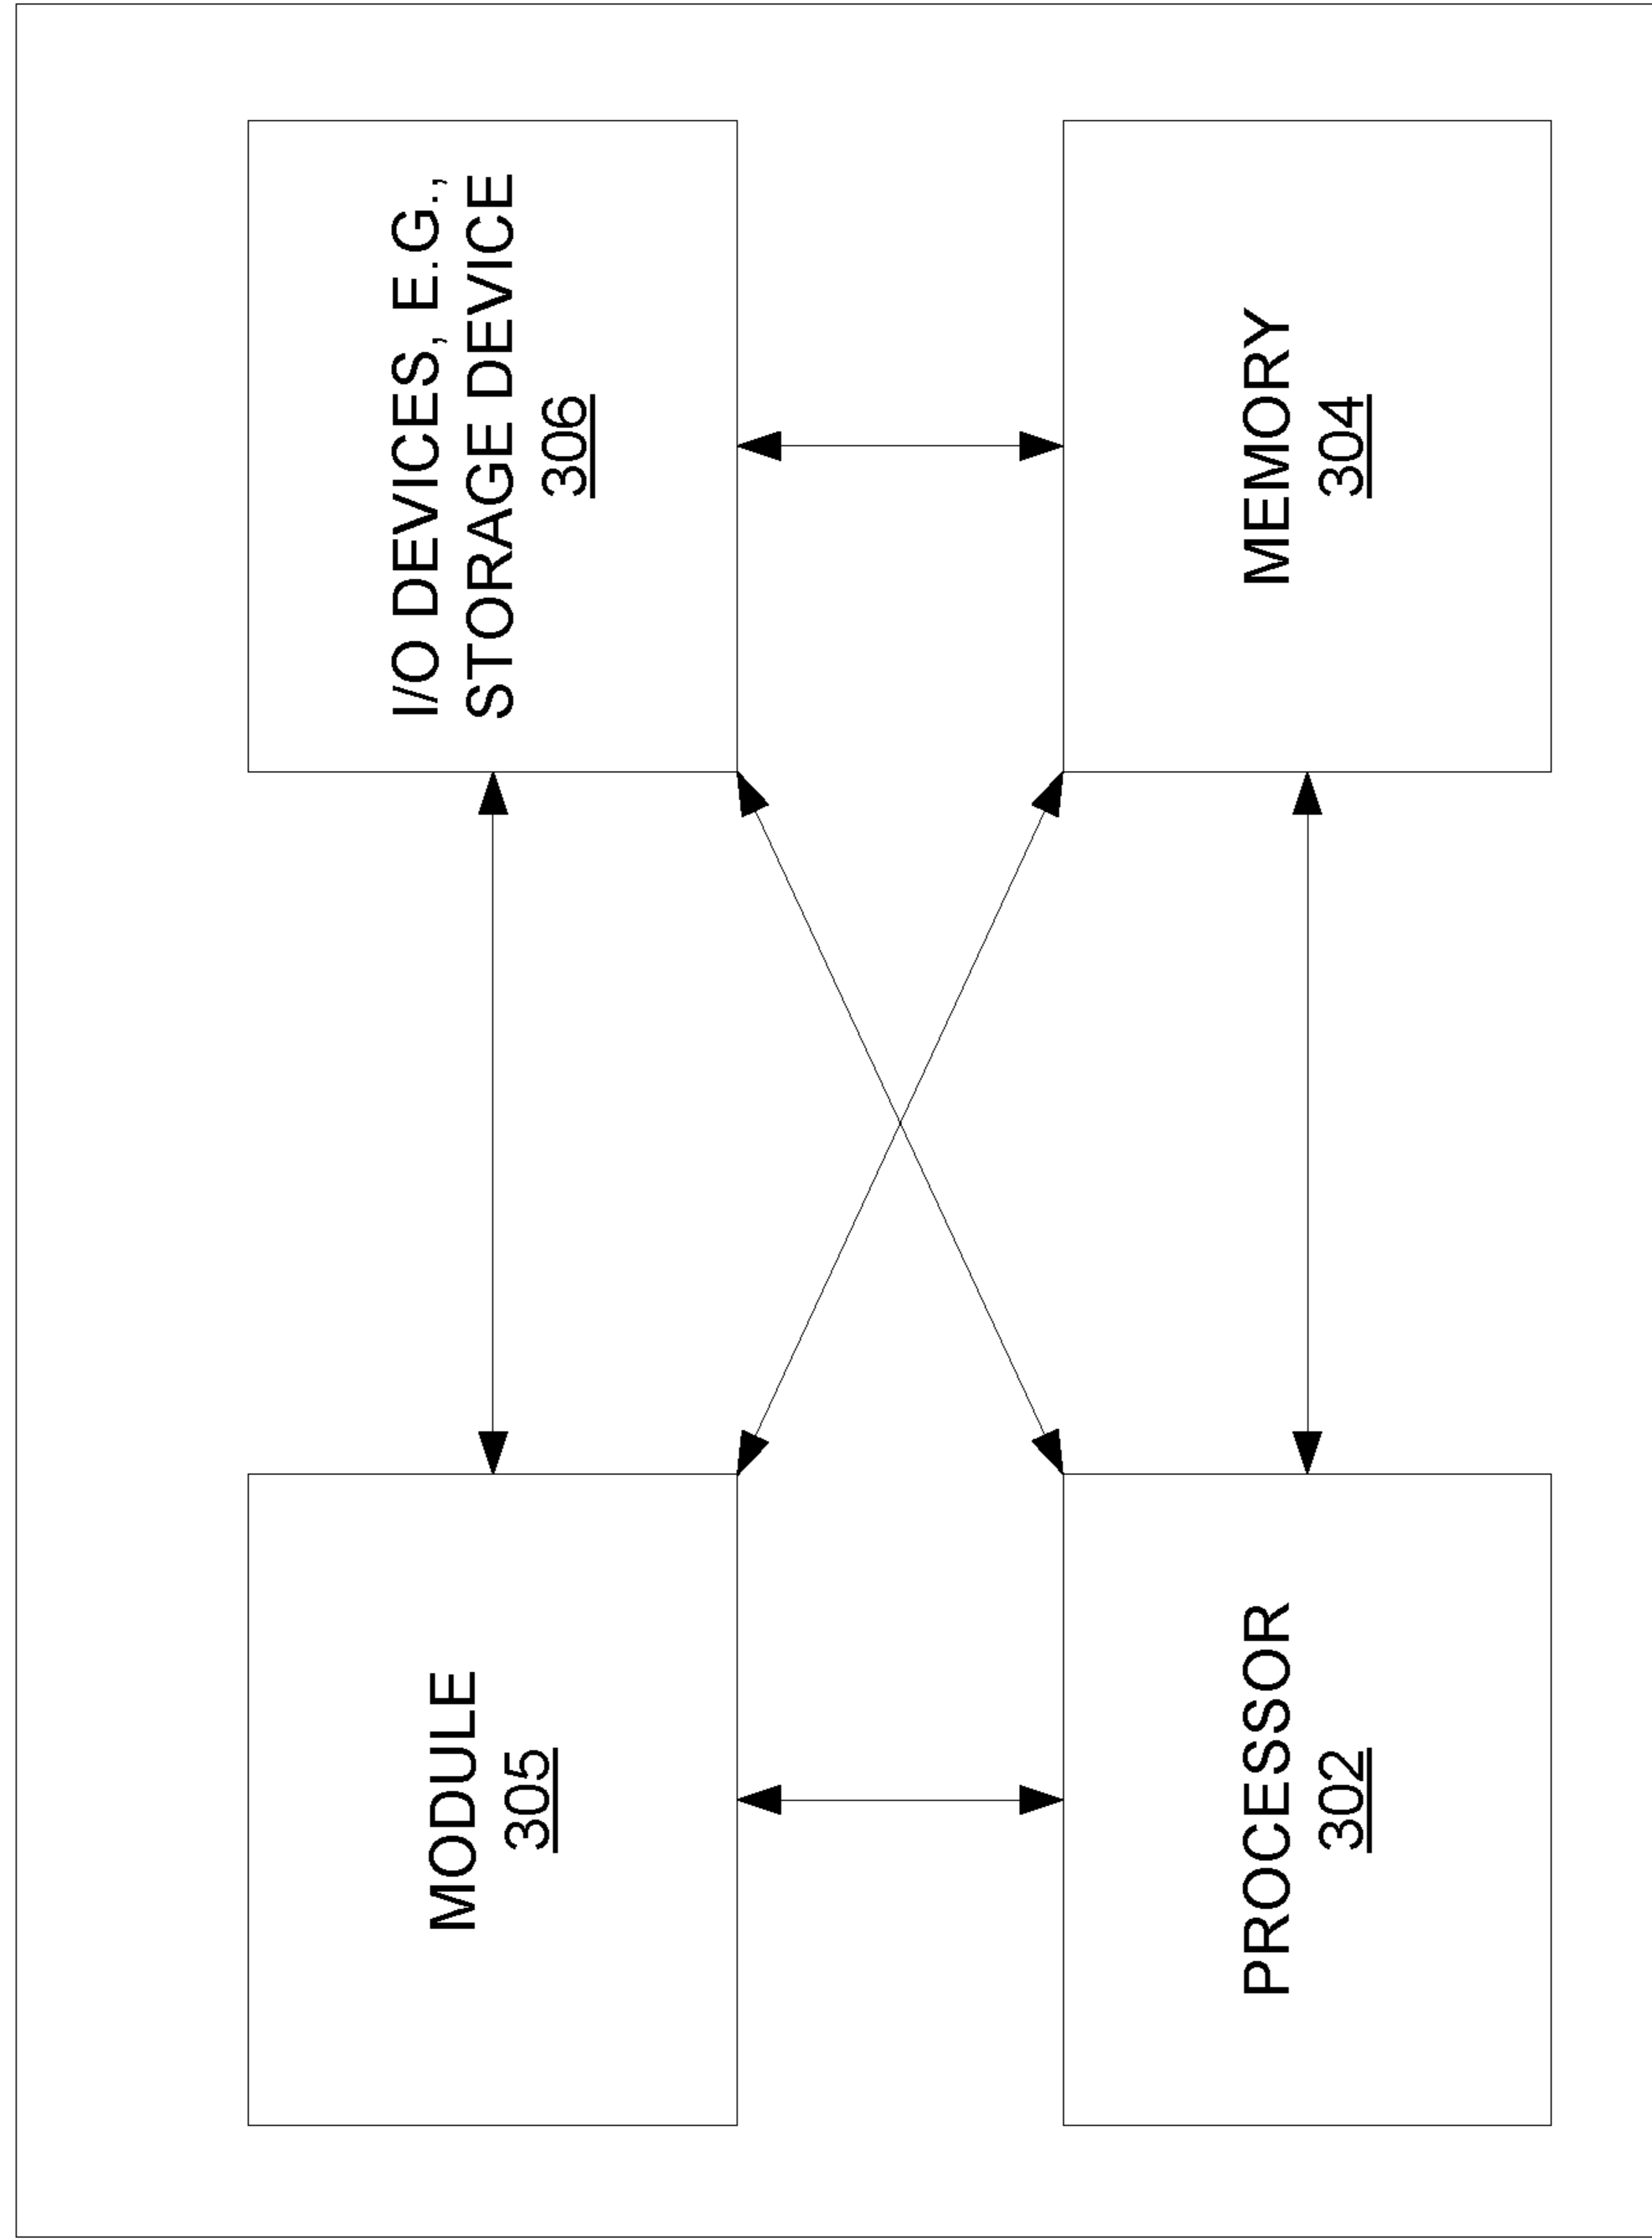 MODULE
305
I/O DEVICES, E.G.,
STORAGE DEVICE
306
PROCESSOR
302
MEMORY
304